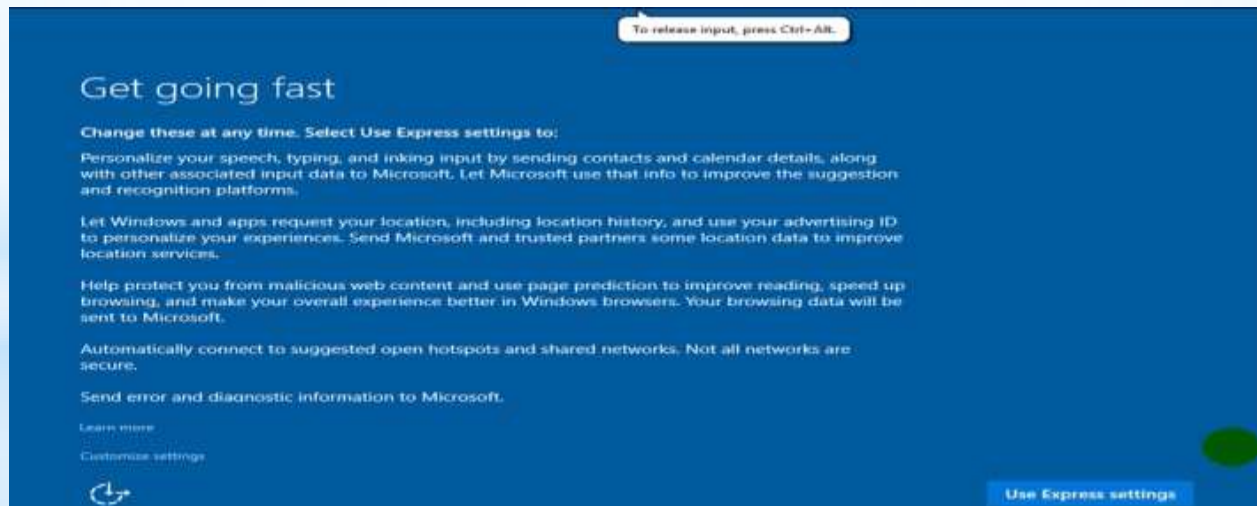 To release input, press Ctrl+Alt.
Get going fast
Change these at any time. Select Use Express settings to:
Personalize your speech, typing, and inking input by sending contacts and calendar details, along
with other associated input data to Microsoft. Let Microsoft use that info to improve the suggestion
and recognition platforms.
Let Windows and apps request your location, including location history, and use your advertising ID
to personalize your experiences. Send Microsoft and trusted partners some location data to improve
location services.
Help protect you from malicious web content and use page prediction to improve reading, speed up
browsing, and make your overall experience better in Windows browsers. Your browsing data will be
sent to Microsoft.
Automatically connect to suggested open hotspots and shared networks. Not all networks are
secure.
Send error and diagnostic information to Microsoft.
Learn more
Customize settings
Use Express settings